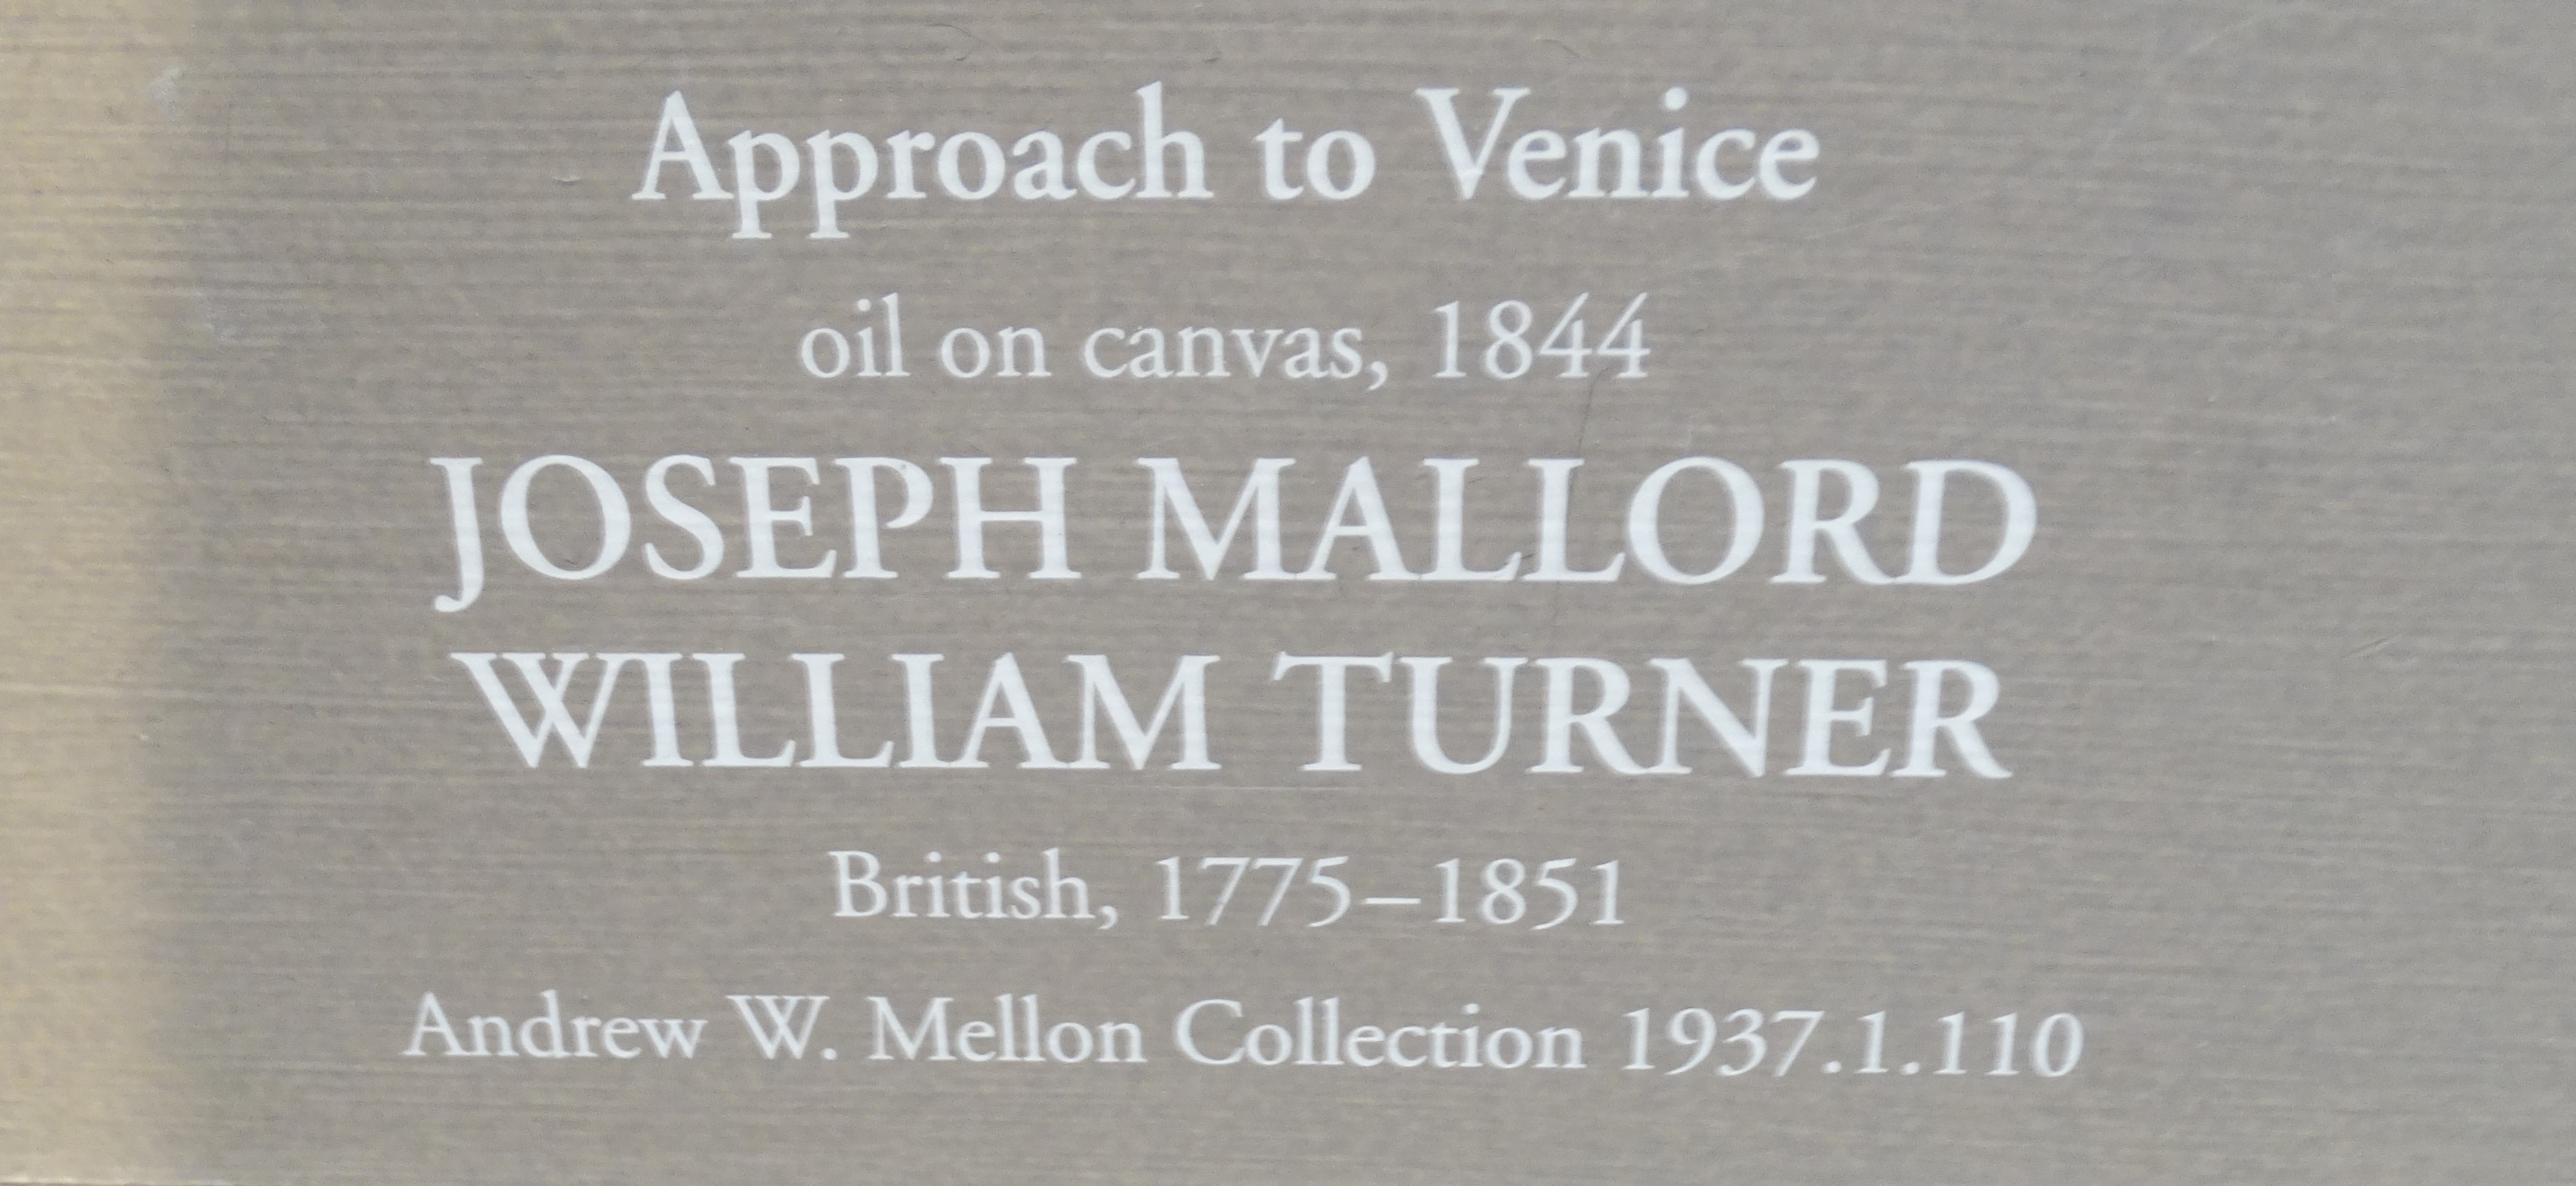 Approach to Venice
oil on canvas, 1844
JOSEPH MALLORD
WILLIAM TURNER
British, 1775–1851
Andrew W. Mellon Collection 1937.1.110